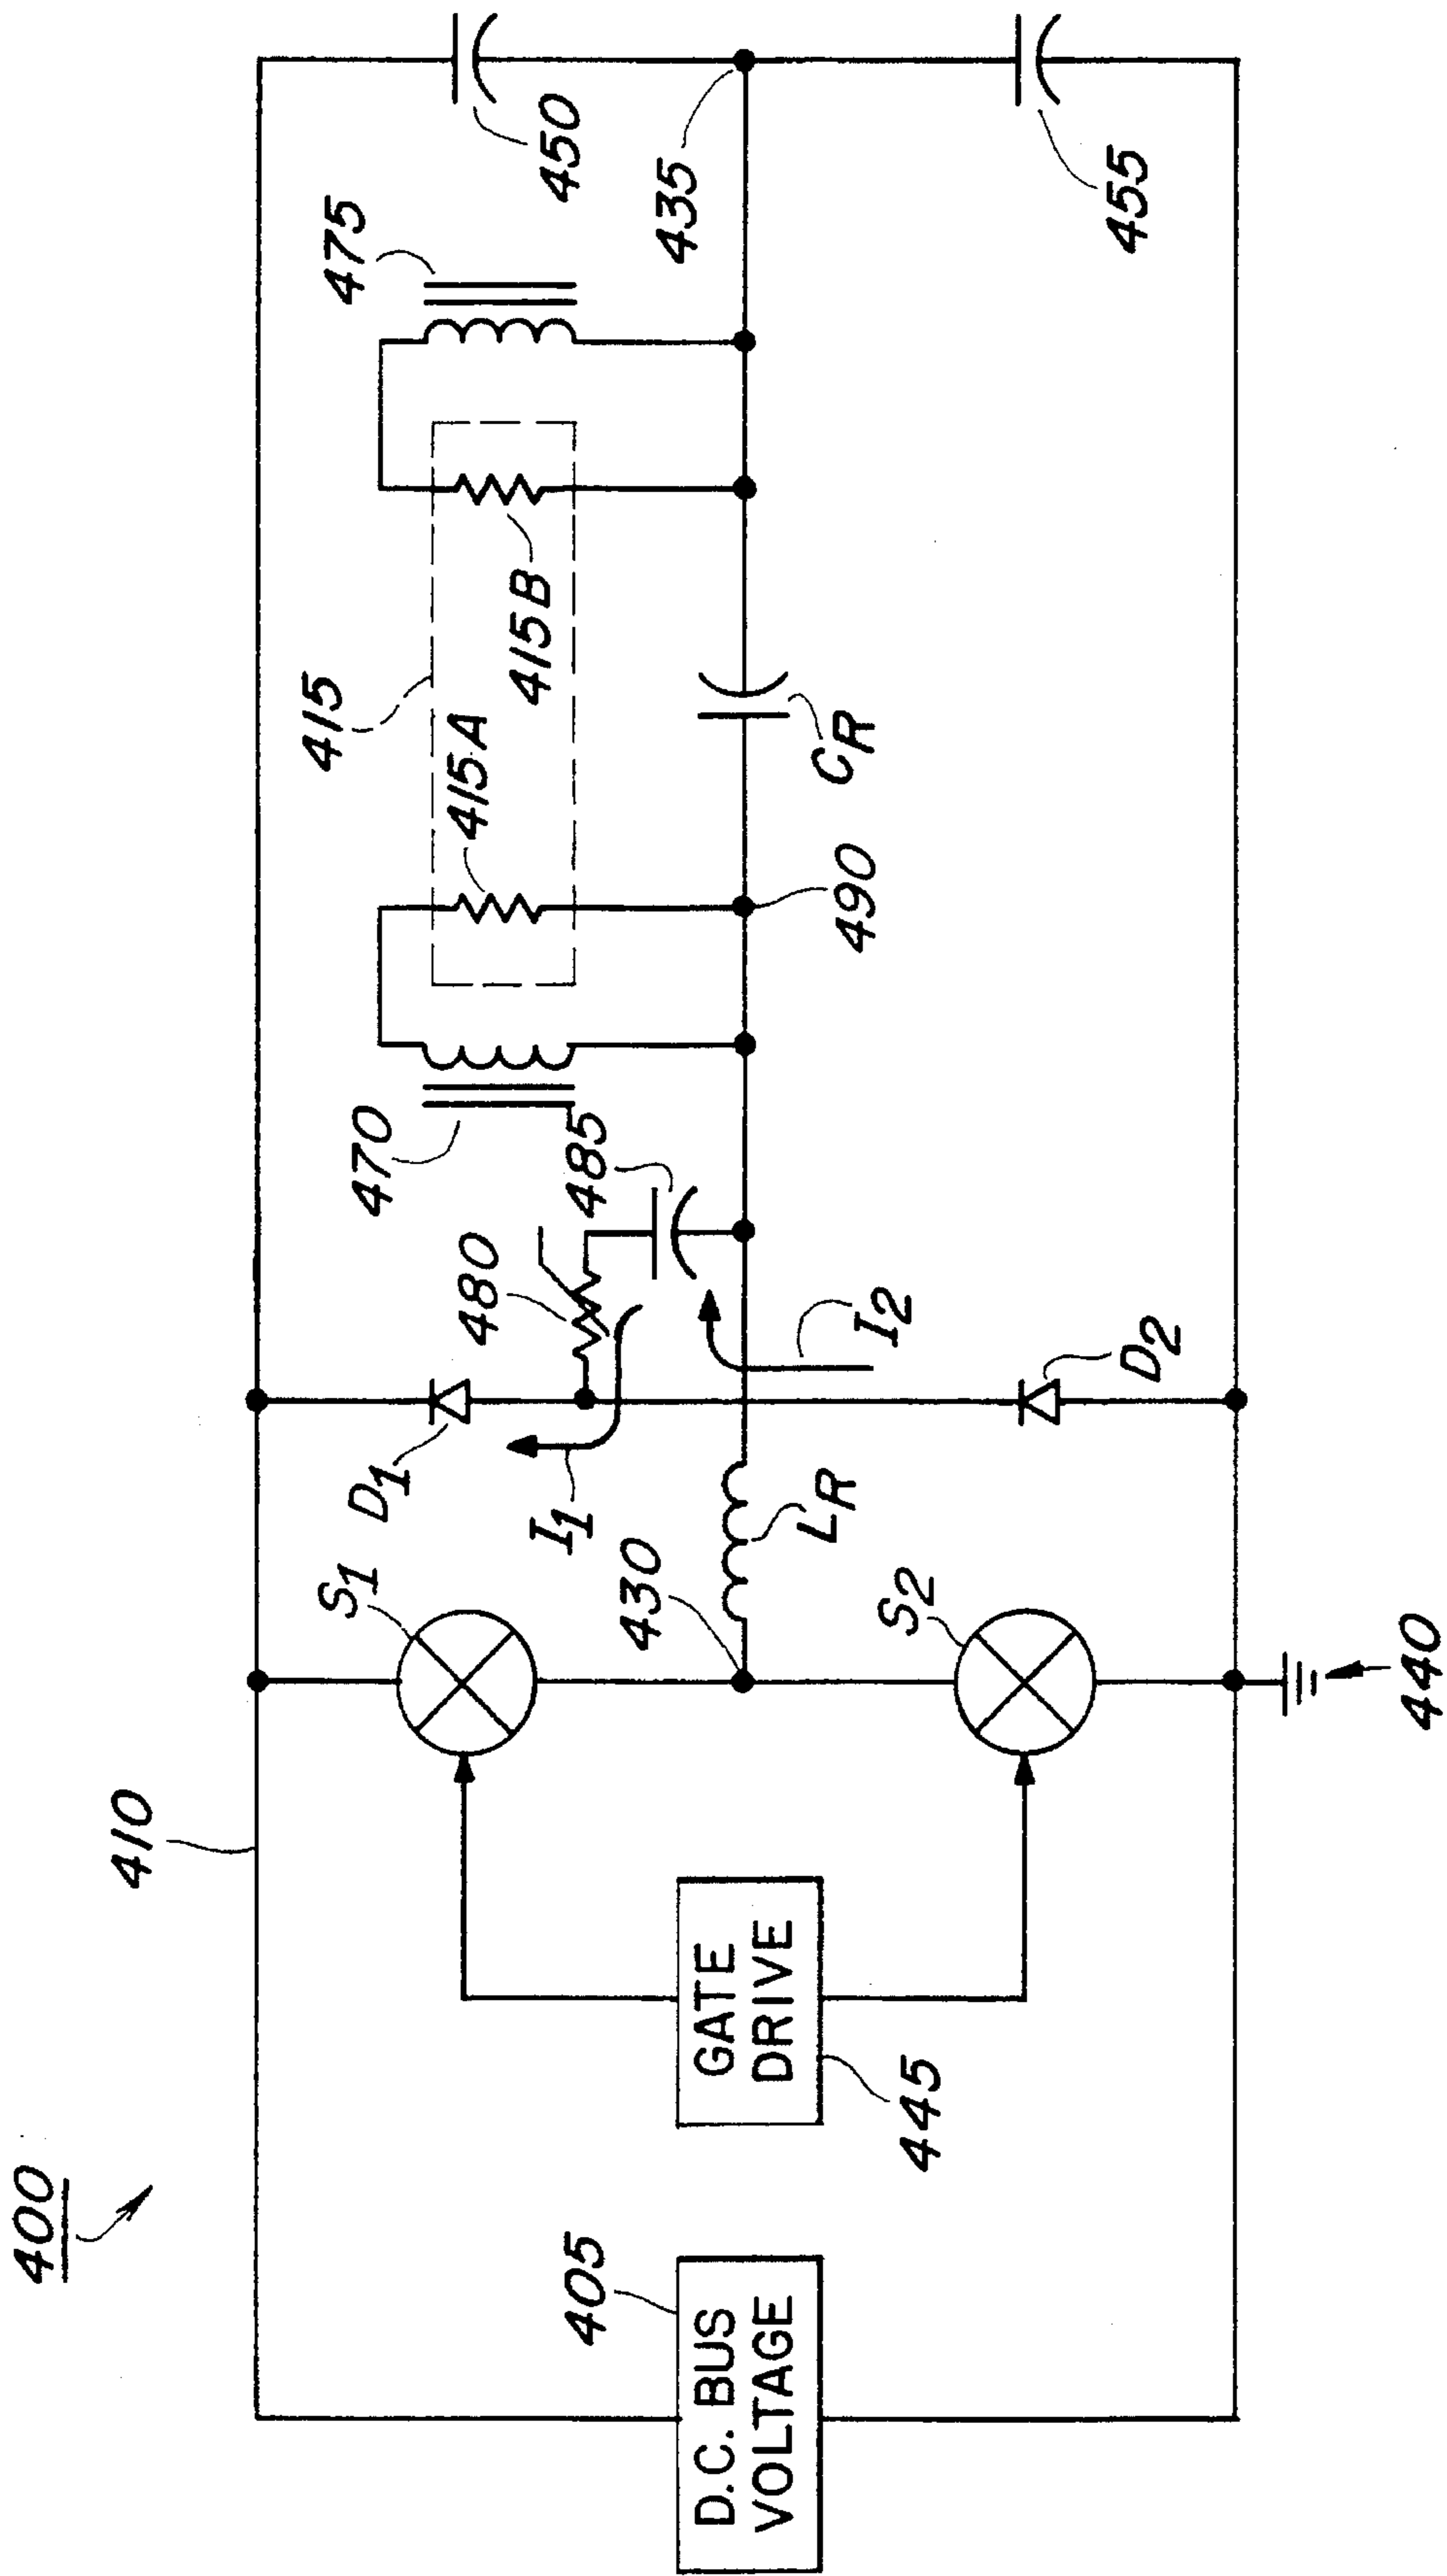 400
410
S1
D1
I1
480
470
485
415
415A
415B
475
450
435
405
D.C. BUS
VOLTAGE
GATE
DRIVE
445
430
LR
S2
I2
D2
490
CR
455
440